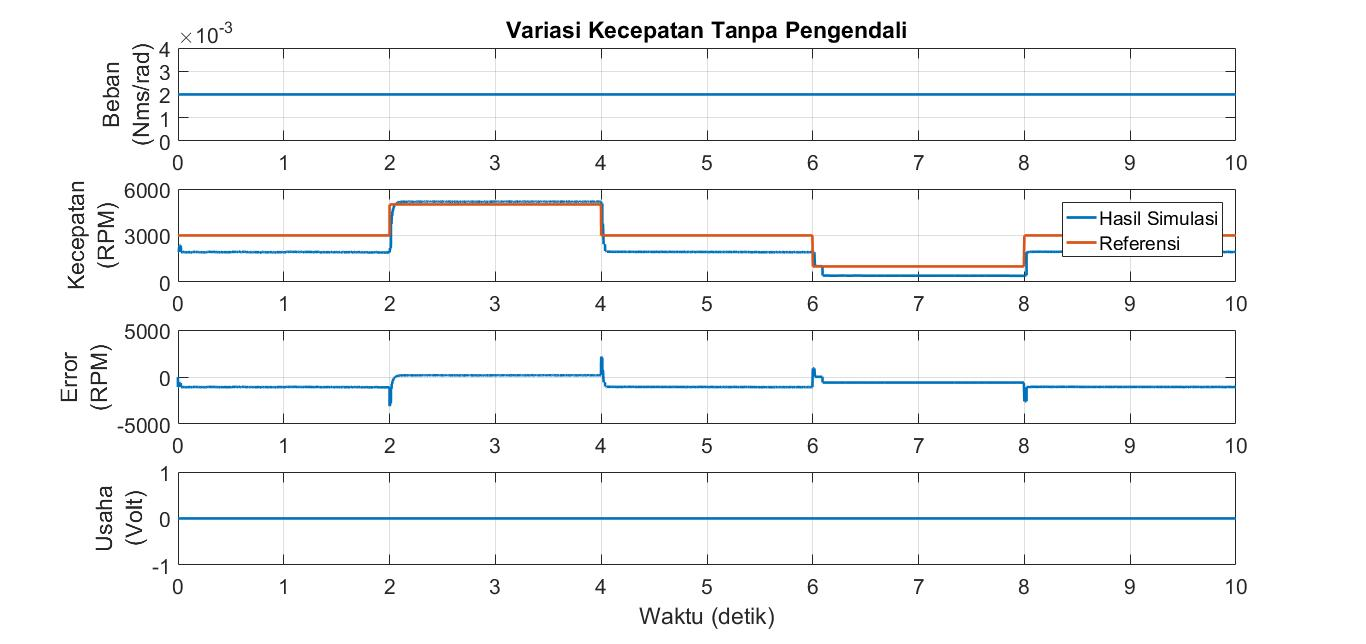 Variasi Kecepatan Tanpa Pengendali
×10-3
Beban
(Nms/rad)
4
3
2
1
0
0 1 2 3 4 5 6 7 8 9 10
Kecepatan
(RPM)
6000
3000
0
Hasil Simulasi
Referensi
0 1 2 3 4 5 6 7 8 9 10
Error
(RPM)
5000
0
-5000
0 1 2 3 4 5 6 7 8 9 10
Usaha
(Volt)
1
0
-1
0 1 2 3 4 5 6 7 8 9 10
Waktu (detik)